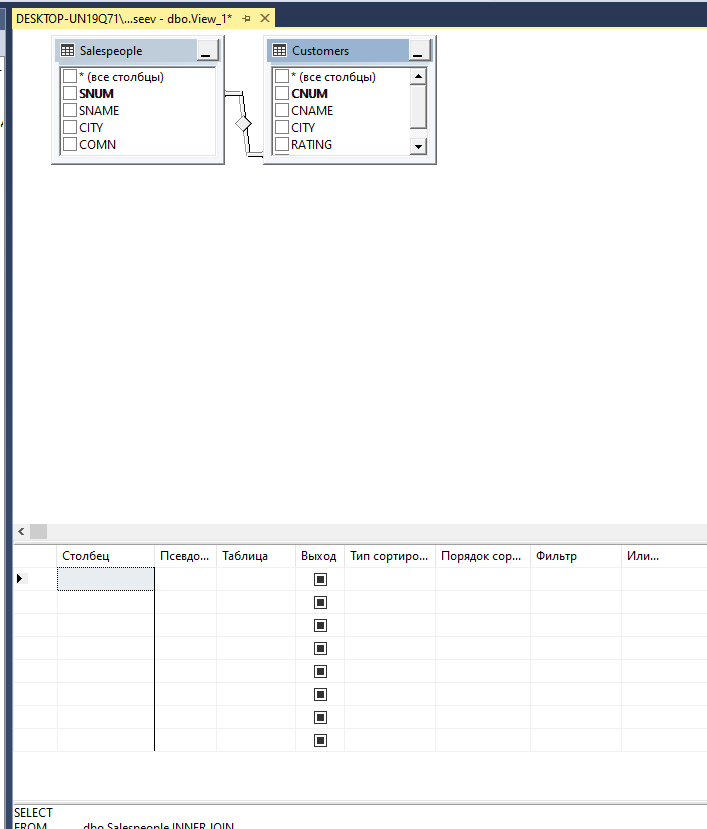 DESKTOP-UN19Q71\...seev - dbo.View_1*
Salespeople
* (все столбцы)
SNUM
SNAME
CITY
COMN
Customers
* (все столбцы)
CNUM
CNAME
CITY
RATING
Столбец Псевдо... Таблица Выход Тип сортиро... Порядок сор... Фильтр Или...
SELECT
FROM dbo.Salespeople INNER JOIN